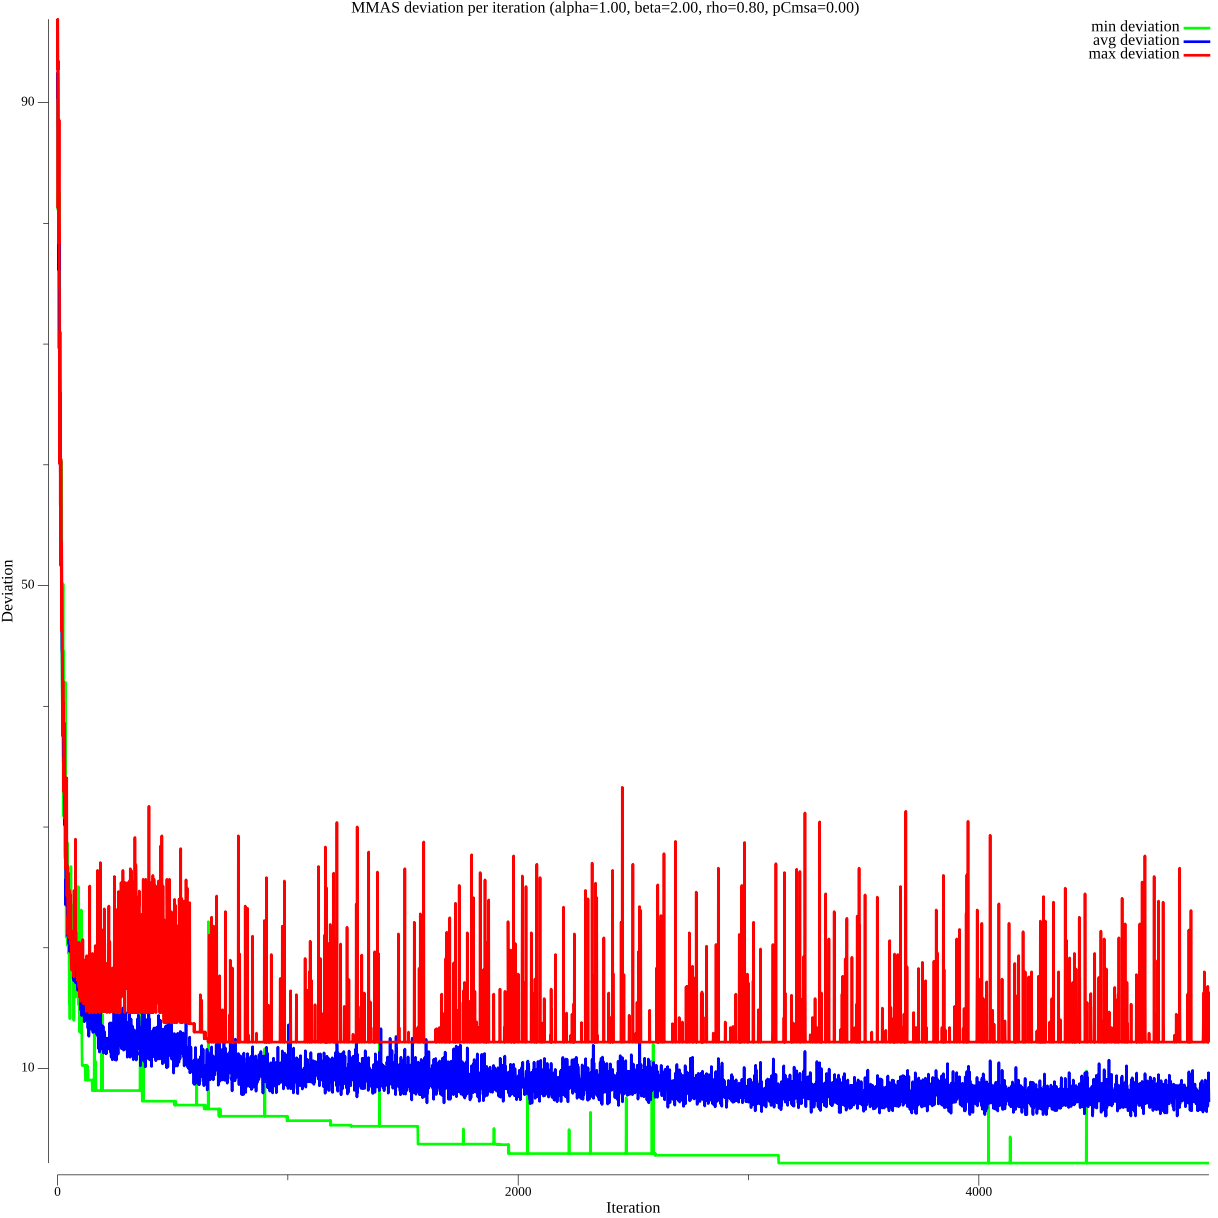 MMAS deviation per iteration (alpha=1.00, beta=2.00, rho=0.80, pCmsa=0.00)
min deviation
avg deviation
max deviation
90
50
10
Deviation
0
2000
4000
Iteration